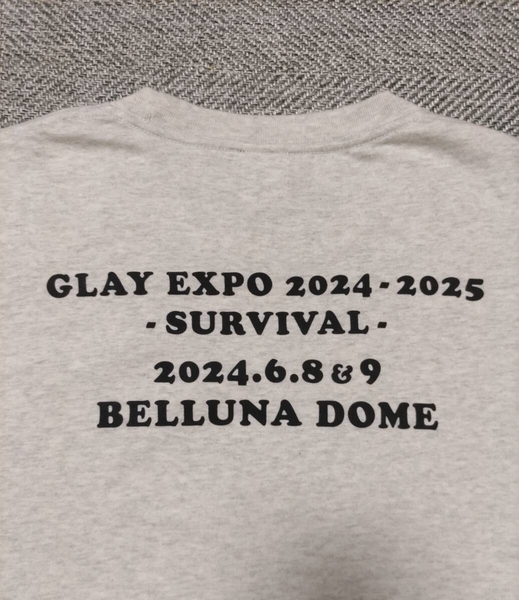 GLAY EXPO 2024-2025
- SURVIVAL -
2024.6.8 & 9
BELLUNA DOME